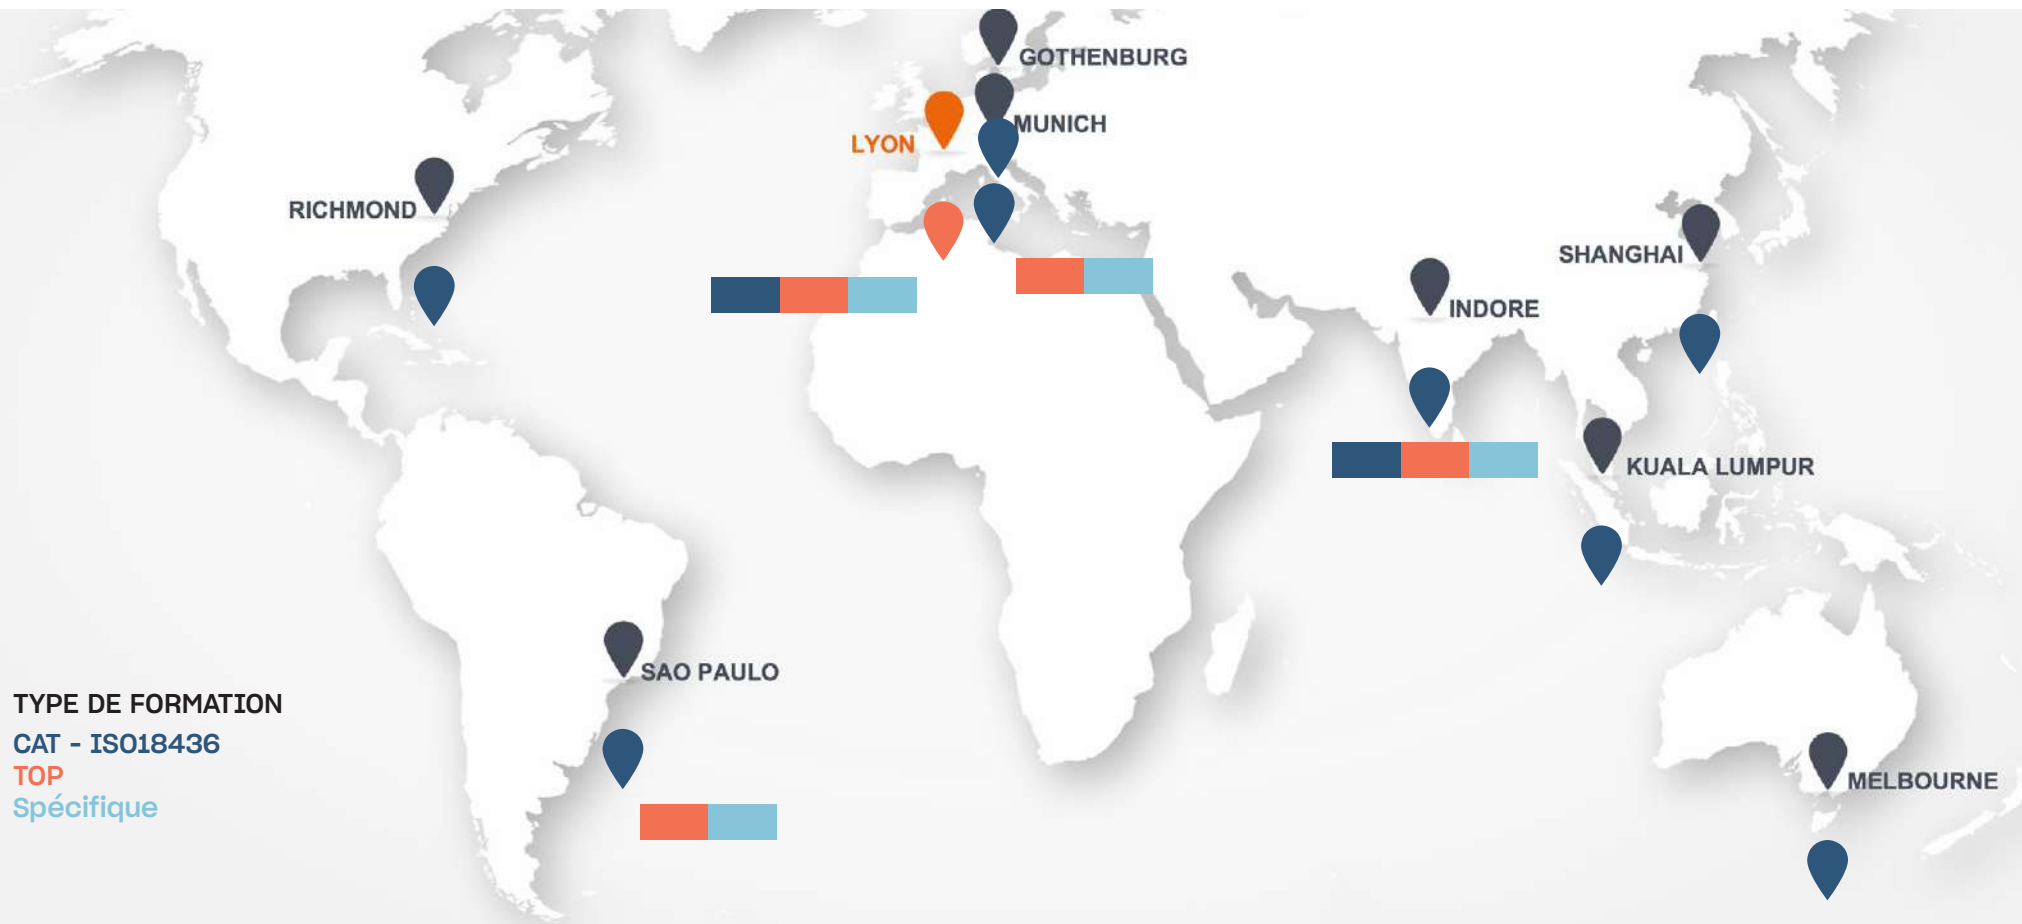 GOTHENBURG
MUNICH
LYON
RICHMOND
SHANGHAI
INDORE
KUALA LUMPUR
SAO PAULO
MELBOURNE
TYPE DE FORMATION
CAT - ISO18436
TOP
Spécifique